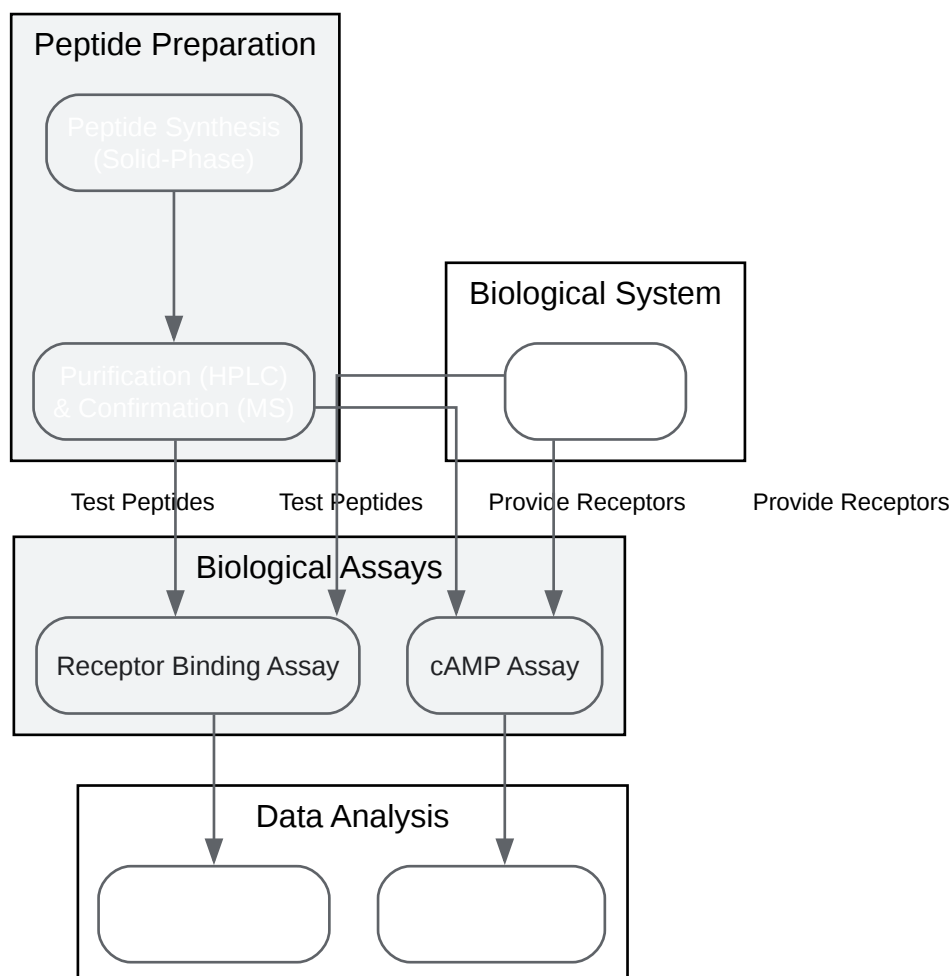 Peptide Preparation
Peptide Synthesis
(Solid-Phase)
Biological System
Purification (HPLC)
& Confirmation (MS)
Test Peptides
Test Peptides
Provide Receptors
Provide Receptors
Biological Assays
Receptor Binding Assay
cAMP Assay
Data Analysis